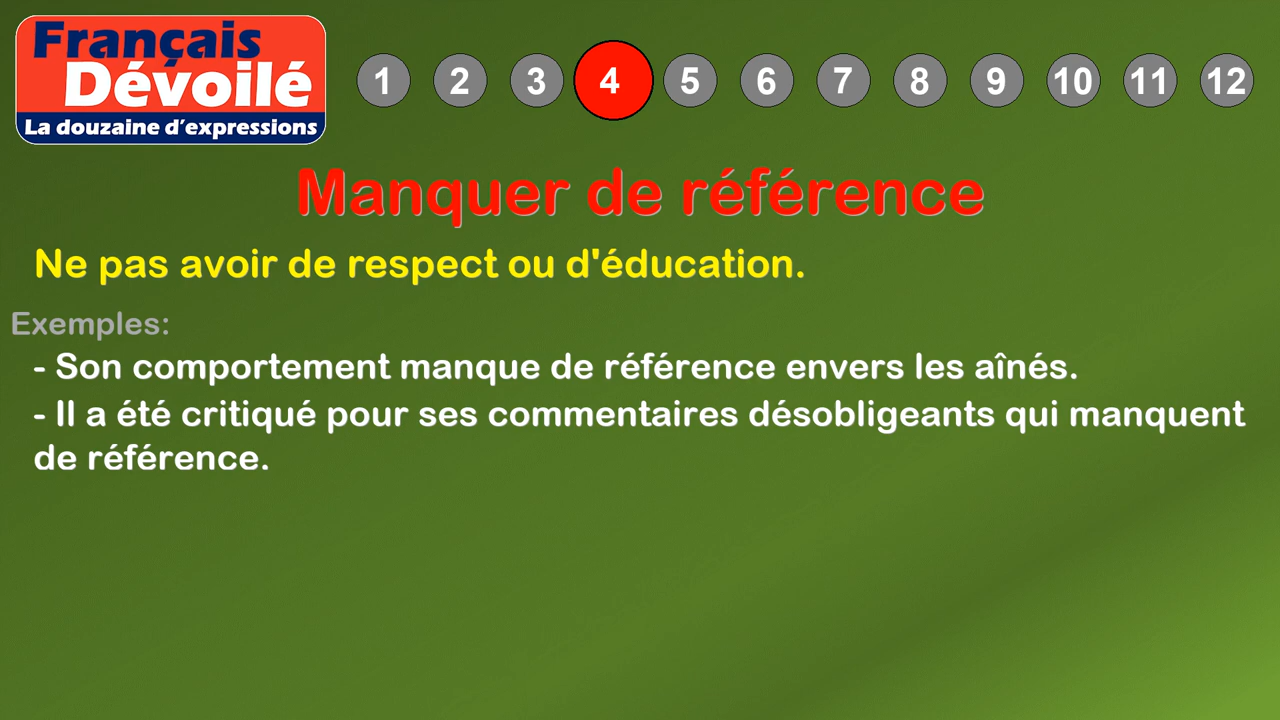 Français
Dévoilé
La douzaine d’expressions
1 2 3 4 5 6 7 8 9 10 11 12
Manquer de référence
Ne pas avoir de respect ou d'éducation.
Exemples:
- Son comportement manque de référence envers les aînés.
- Il a été critiqué pour ses commentaires désobligeants qui manquent
de référence.